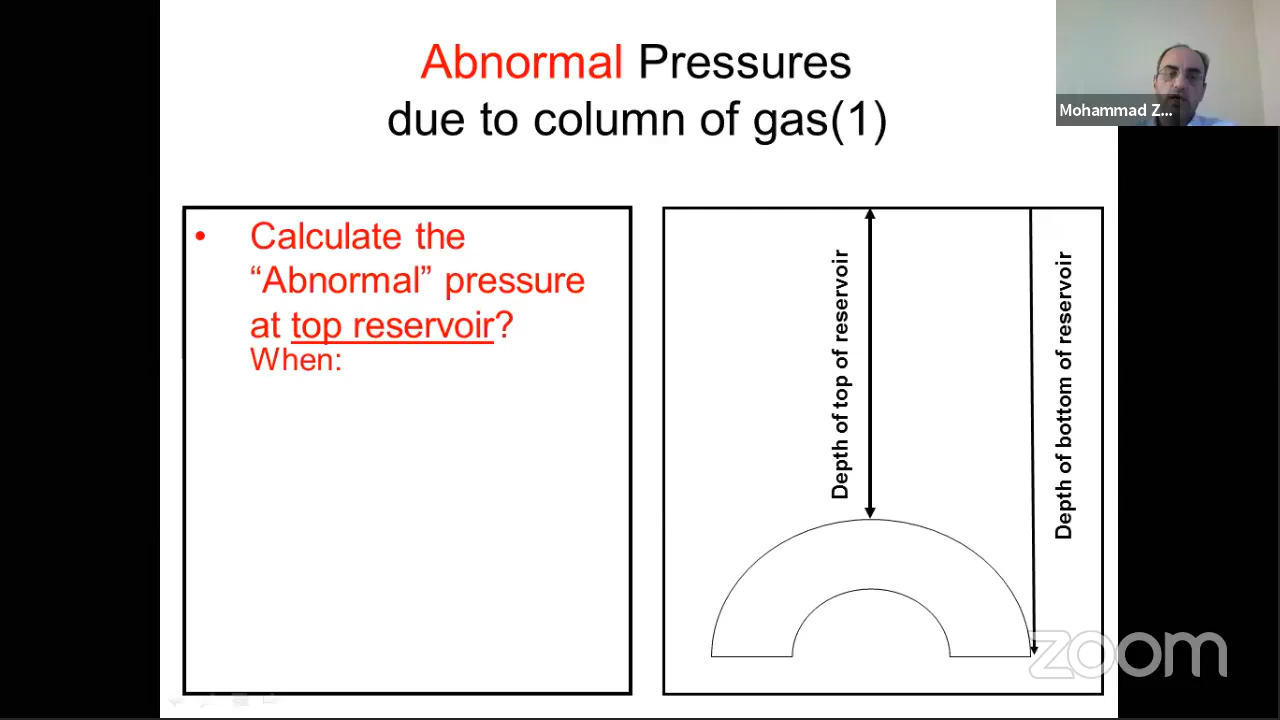 Abnormal Pressures
due to column of gas(1)
Mohammad Z...
• Calculate the
“Abnormal” pressure
at top reservoir?
When:
Depth of top of reservoir
Depth of bottom of reservoir
zoom